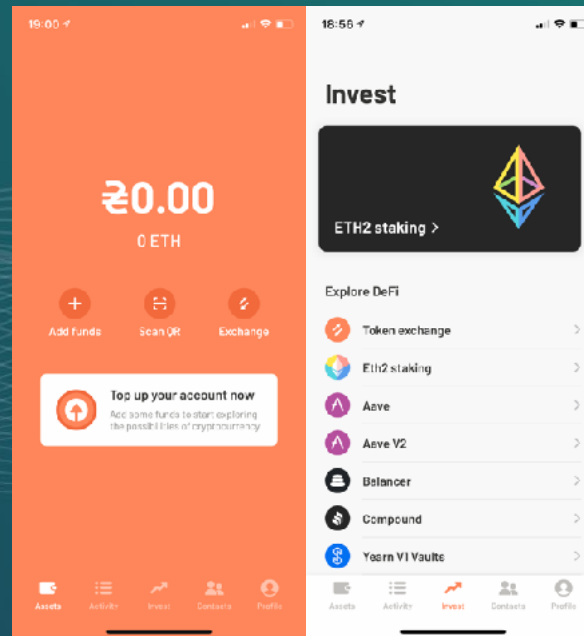 19:00
₴0.00
0 ETH
Add funds
Scan QR
Exchange
Top up your account now
Add some funds to start exploring
the possibilities of cryptocurrency
Assets
Activity
Invest
Contacts
Profile
18:56
Invest
ETH2 staking >
Explore DeFi
Token exchange
Eth2 staking
Aave
Aave V2
Balancer
Compound
Yearn V1 Vaults
Assets
Activity
Invest
Contacts
Profile